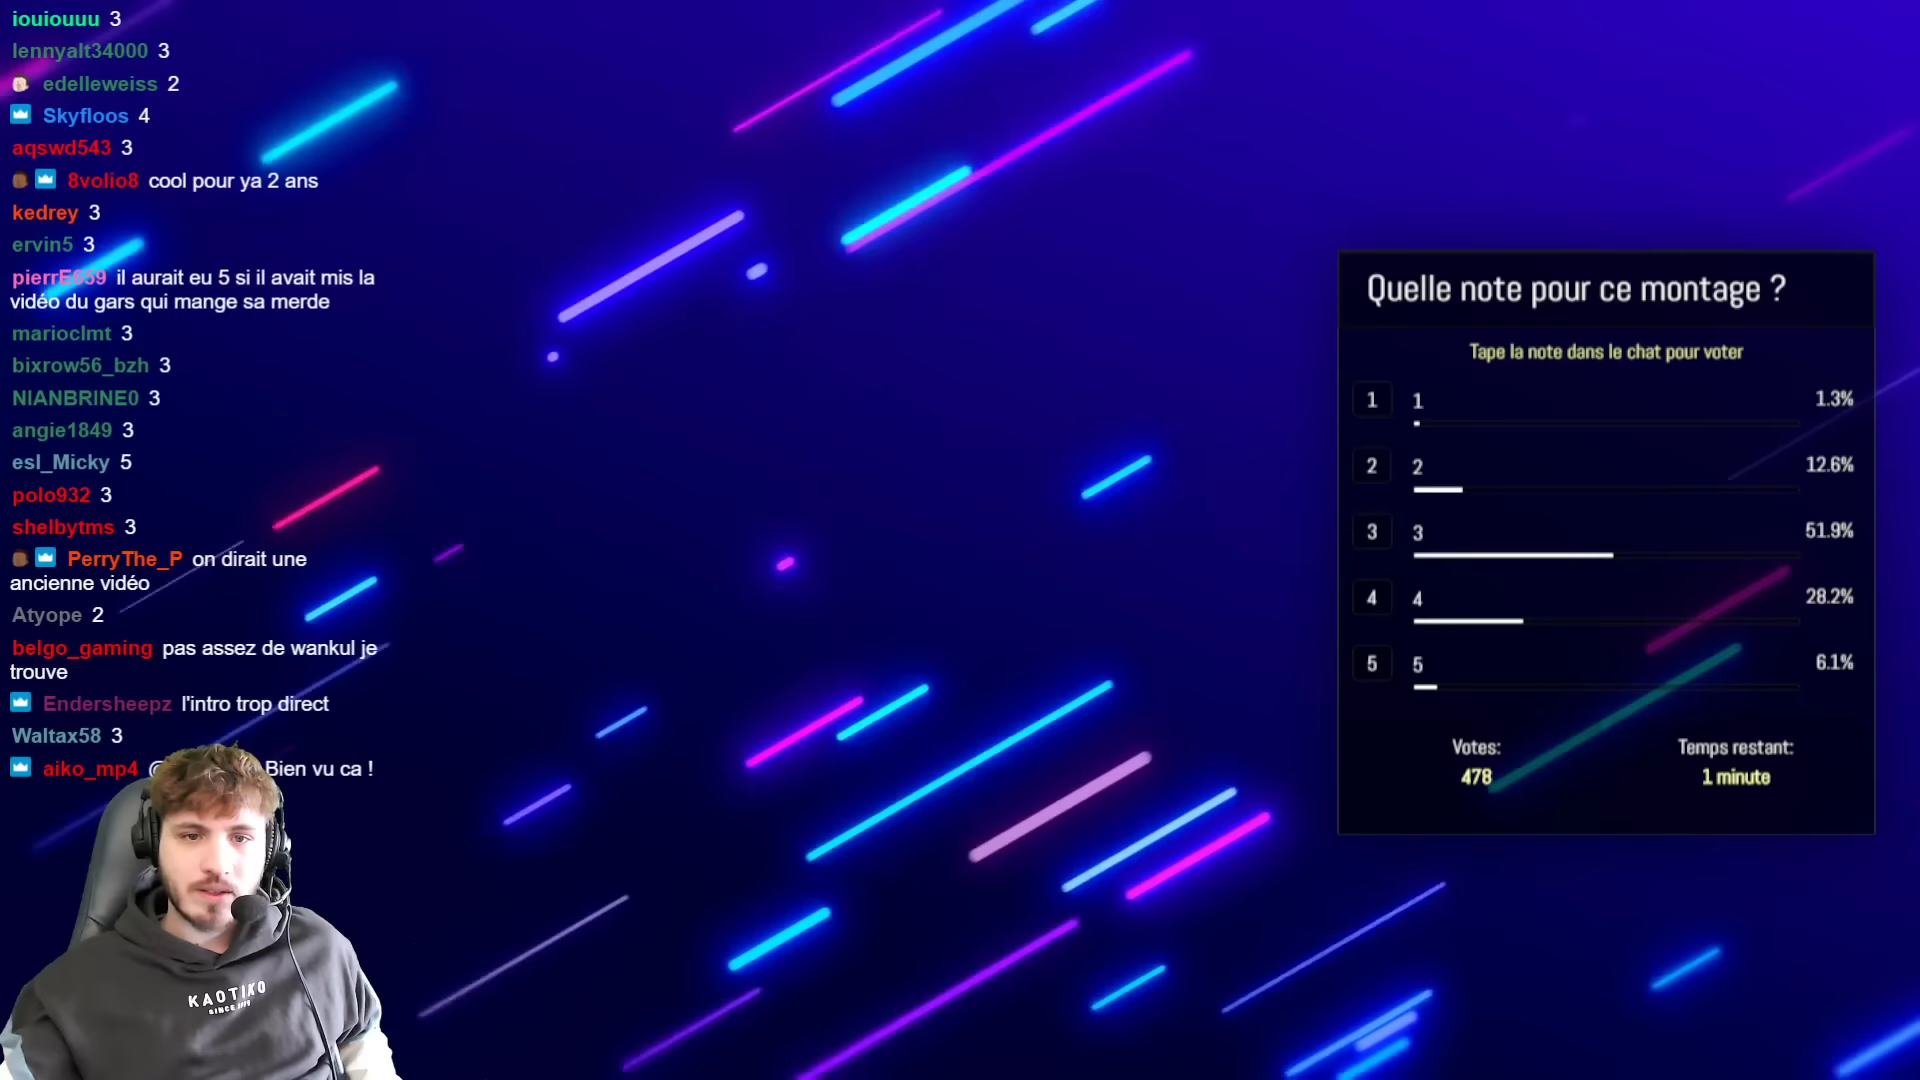 iouiouuu 3
lennyalt34000 3
edelleweiss 2
Skyfloos 4
aqswd543 3
8volio8 cool pour ya 2 ans
kedrey 3
ervin5 3
pierrE659 il aurait eu 5 si il avait mis la
vidéo du gars qui mange sa merde
marioclmt 3
bixrow56_bzh 3
NIANBRINE0 3
angie1849 3
esl_Micky 5
polo932 3
shelbytms 3
PerryThe_P on dirait une
ancienne vidéo
Atyope 2
belgo_gaming pas assez de wankul je
trouve
Endersheepz l'intro trop direct
Waltax58 3
aiko_mp4 @ Bien vu ca !
KAOTIKO
SINCE
Quelle note pour ce montage ?
Tape la note dans le chat pour voter
1 1 1.3%
2 2 12.6%
3 3 51.9%
4 4 28.2%
5 5 6.1%
Votes: Temps restant:
478 1 minute